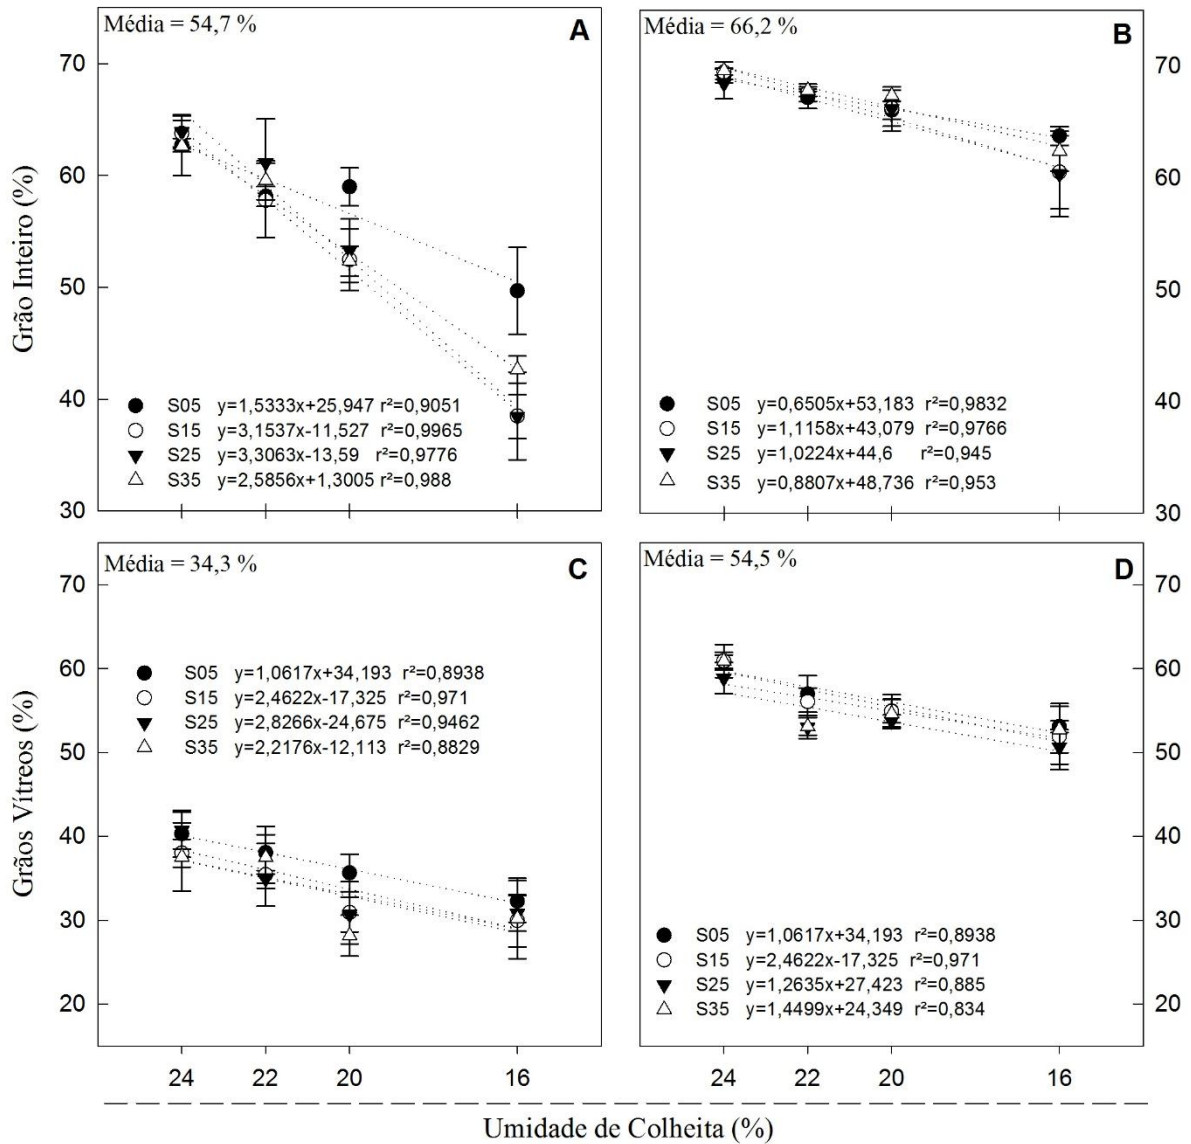 Média = 54,7 %
A
Grão Inteiro (%)
70
60
50
40
30
S05 y=1,5333x+25,947 r²=0,9051
S15 y=3,1537x-11,527 r²=0,9965
S25 y=3,3063x-13,59 r²=0,9776
S35 y=2,5856x+1,3005 r²=0,988
Média = 66,2 %
B
70
60
50
40
30
S05 y=0,6505x+53,183 r²=0,9832
S15 y=1,1158x+43,079 r²=0,9766
S25 y=1,0224x+44,6 r²=0,945
S35 y=0,8807x+48,736 r²=0,953
Média = 34,3 %
C
Grãos Vítreos (%)
70
60
50
40
30
20
S05 y=1,0617x+34,193 r²=0,8938
S15 y=2,4622x-17,325 r²=0,971
S25 y=2,8266x-24,675 r²=0,9462
S35 y=2,2176x-12,113 r²=0,8829
24 22 20 16
Média = 54,5 %
D
70
60
50
40
30
20
S05 y=1,0617x+34,193 r²=0,8938
S15 y=2,4622x-17,325 r²=0,971
S25 y=1,2635x+27,423 r²=0,885
S35 y=1,4499x+24,349 r²=0,834
24 22 20 16
Umidade de Colheita (%)